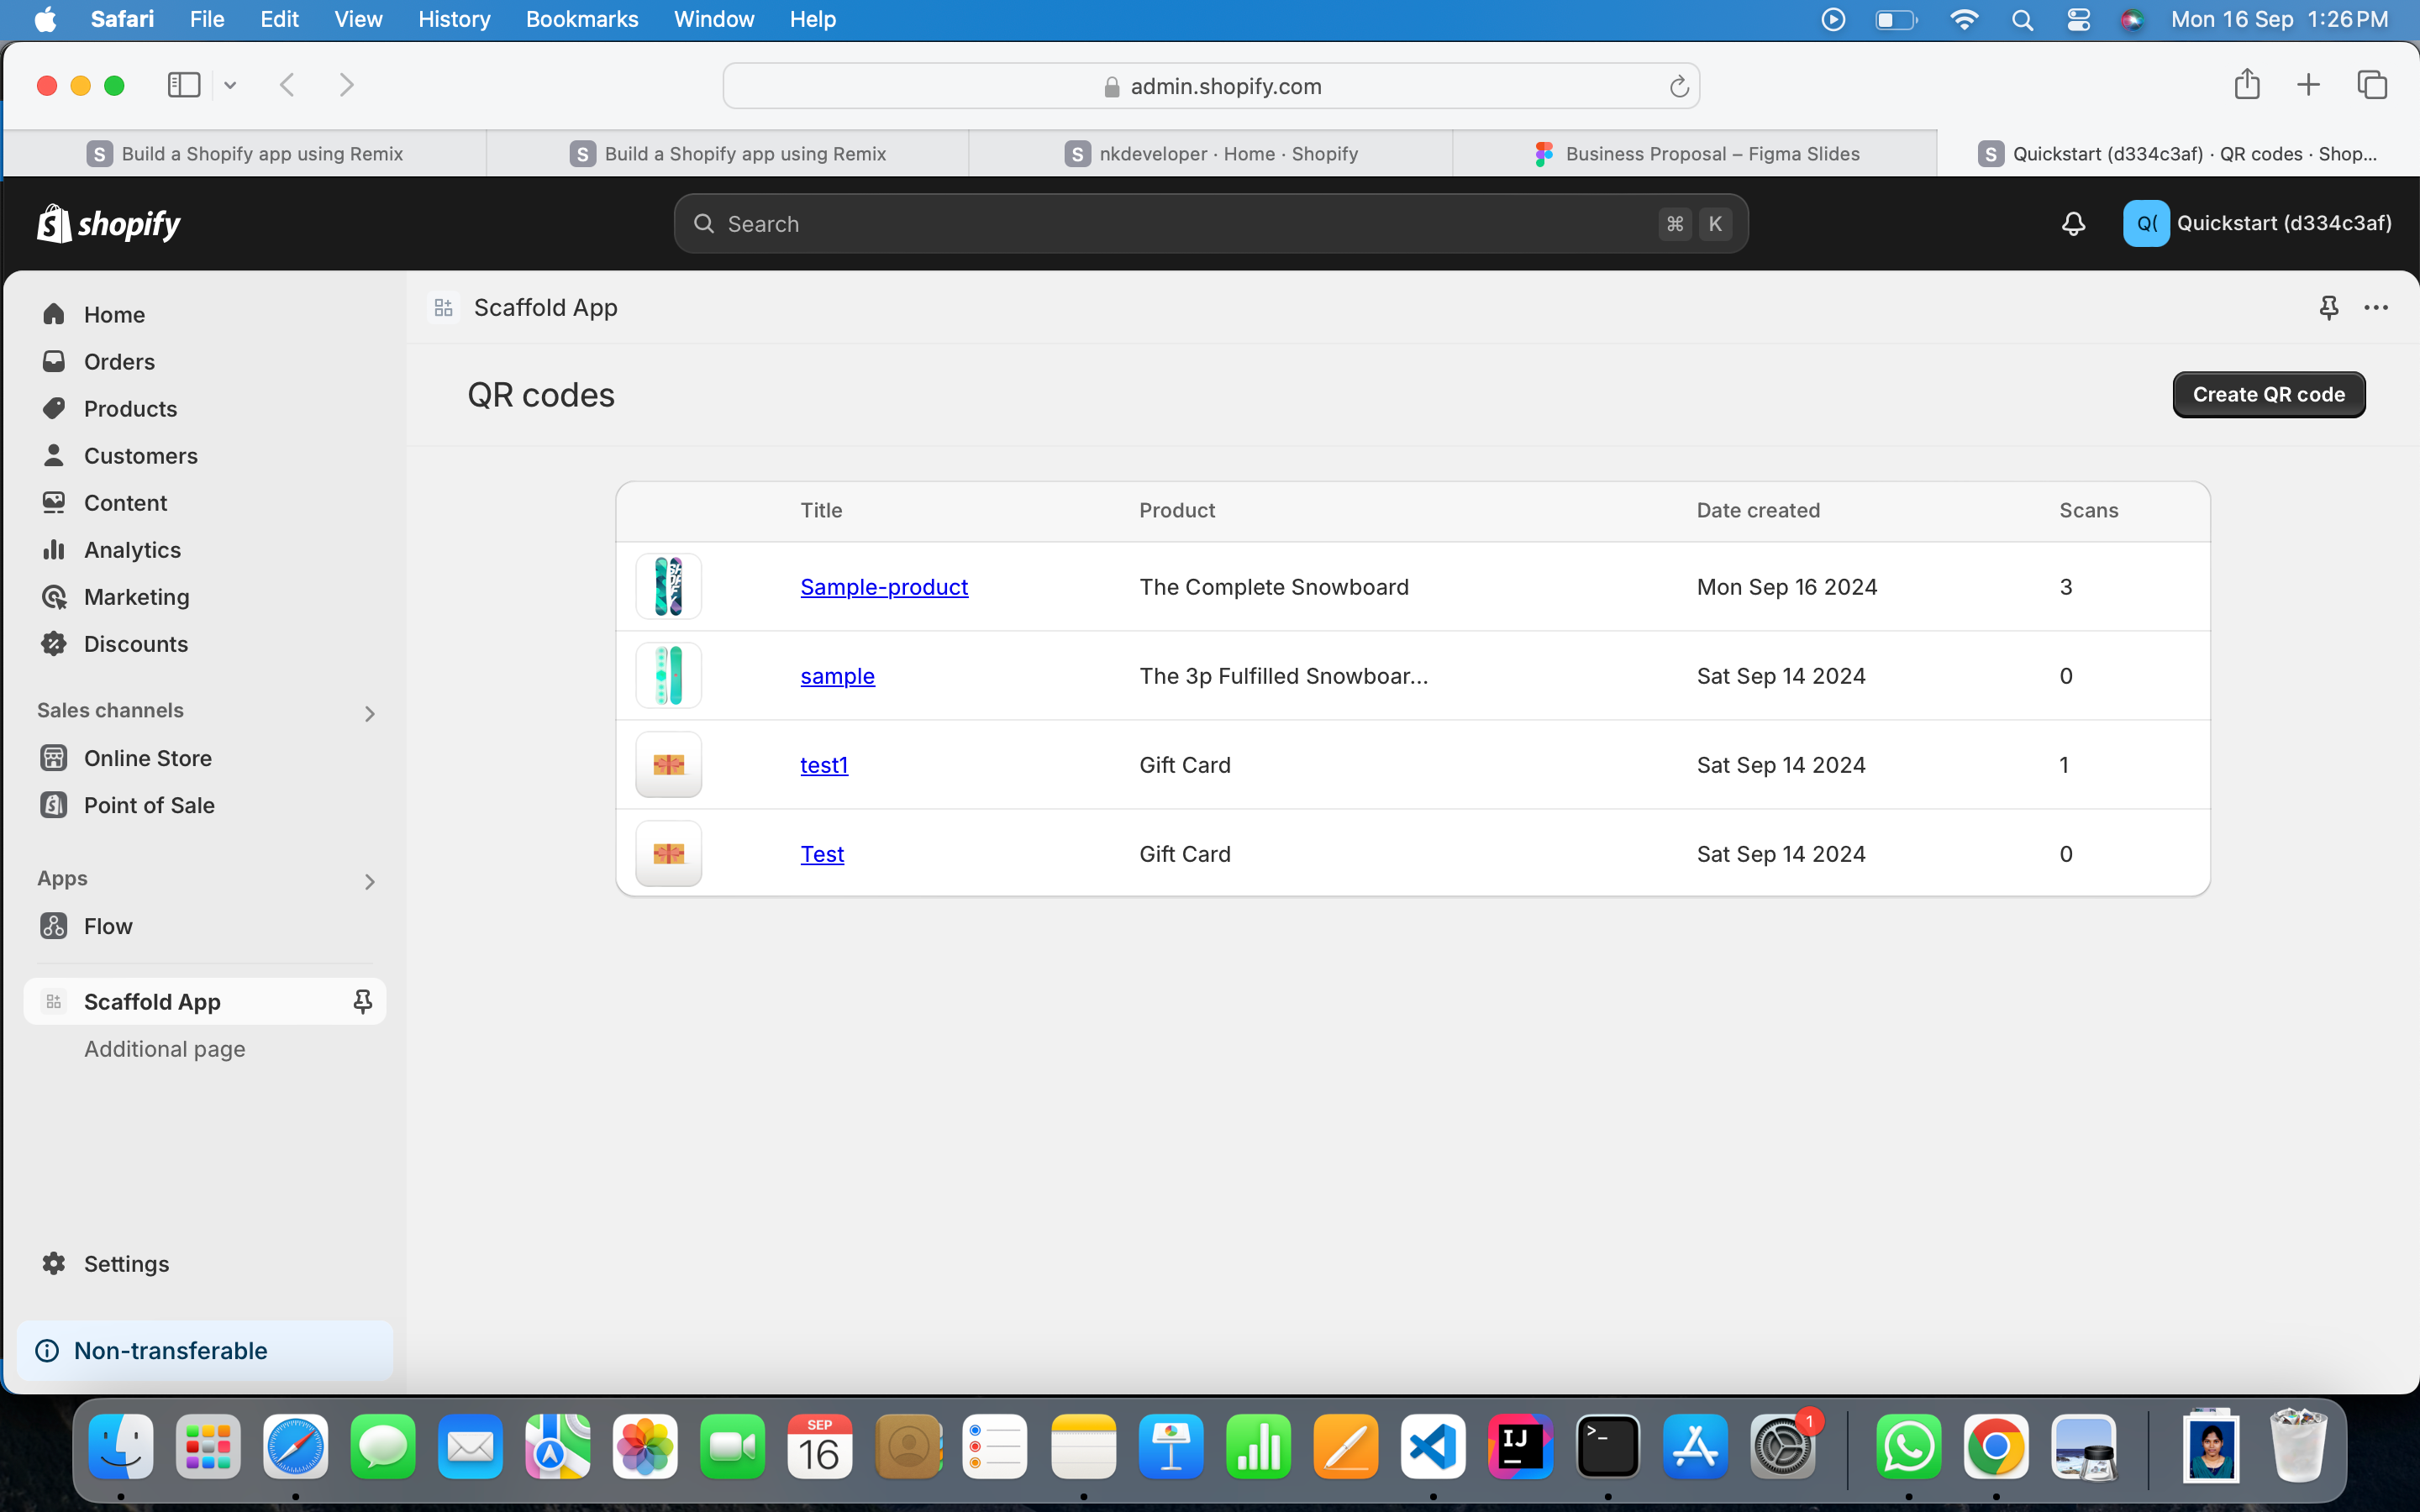 Safari File Edit View History Bookmarks Window Help Mon 16 Sep 1:26 PM
admin.shopify.com
S Build a Shopify app using Remix S Build a Shopify app using Remix S nkdeveloper · Home · Shopify Business Proposal – Figma Slides S Quickstart (d334c3af) · QR codes · Shop...
shopify Search ⌘ K Q( Quickstart (d334c3af)
Scaffold App
Home
Orders
Products
Customers
Content
Analytics
Marketing
Discounts
Sales channels
Online Store
Point of Sale
Apps
Flow
Scaffold App
Additional page
Settings
Non-transferable
QR codes Create QR code
Title Product Date created Scans
Sample-product The Complete Snowboard Mon Sep 16 2024 3
sample The 3p Fulfilled Snowboar... Sat Sep 14 2024 0
test1 Gift Card Sat Sep 14 2024 1
Test Gift Card Sat Sep 14 2024 0
SEP
16
IJ
>_
1